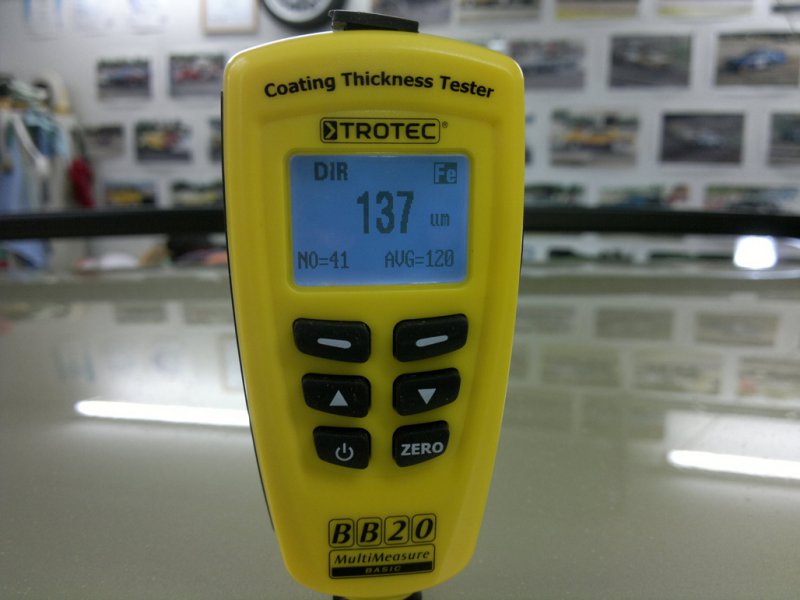 Coating Thickness Tester
TROTEC®
DIR Fe
137 um
NO=41 AVG=120
ZERO
BB20
MultiMeasure
BASIC